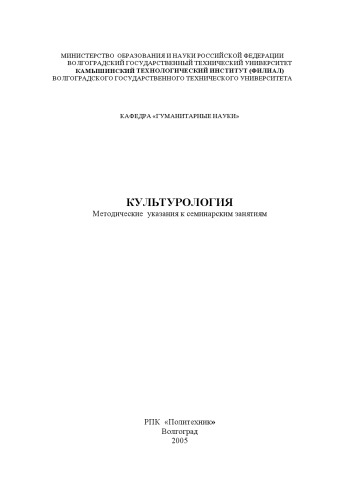 МИНИСТЕРСТВО ОБРАЗОВАНИЯ И НАУКИ РОССИЙСКОЙ ФЕДЕРАЦИИ
ВОЛГОГРАДСКИЙ ГОСУДАРСТВЕННЫЙ ТЕХНИЧЕСКИЙ УНИВЕРСИТЕТ
КАМЫШИНСКИЙ ТЕХНОЛОГИЧЕСКИЙ ИНСТИТУТ (ФИЛИАЛ)
ВОЛГОГРАДСКОГО ГОСУДАРСТВЕННОГО ТЕХНИЧЕСКОГО УНИВЕРСИТЕТА
КАФЕДРА «ГУМАНИТАРНЫЕ НАУКИ»
КУЛЬТУРОЛОГИЯ
Методические указания к семинарским занятиям
РПК «Политехник»
Волгоград
2005